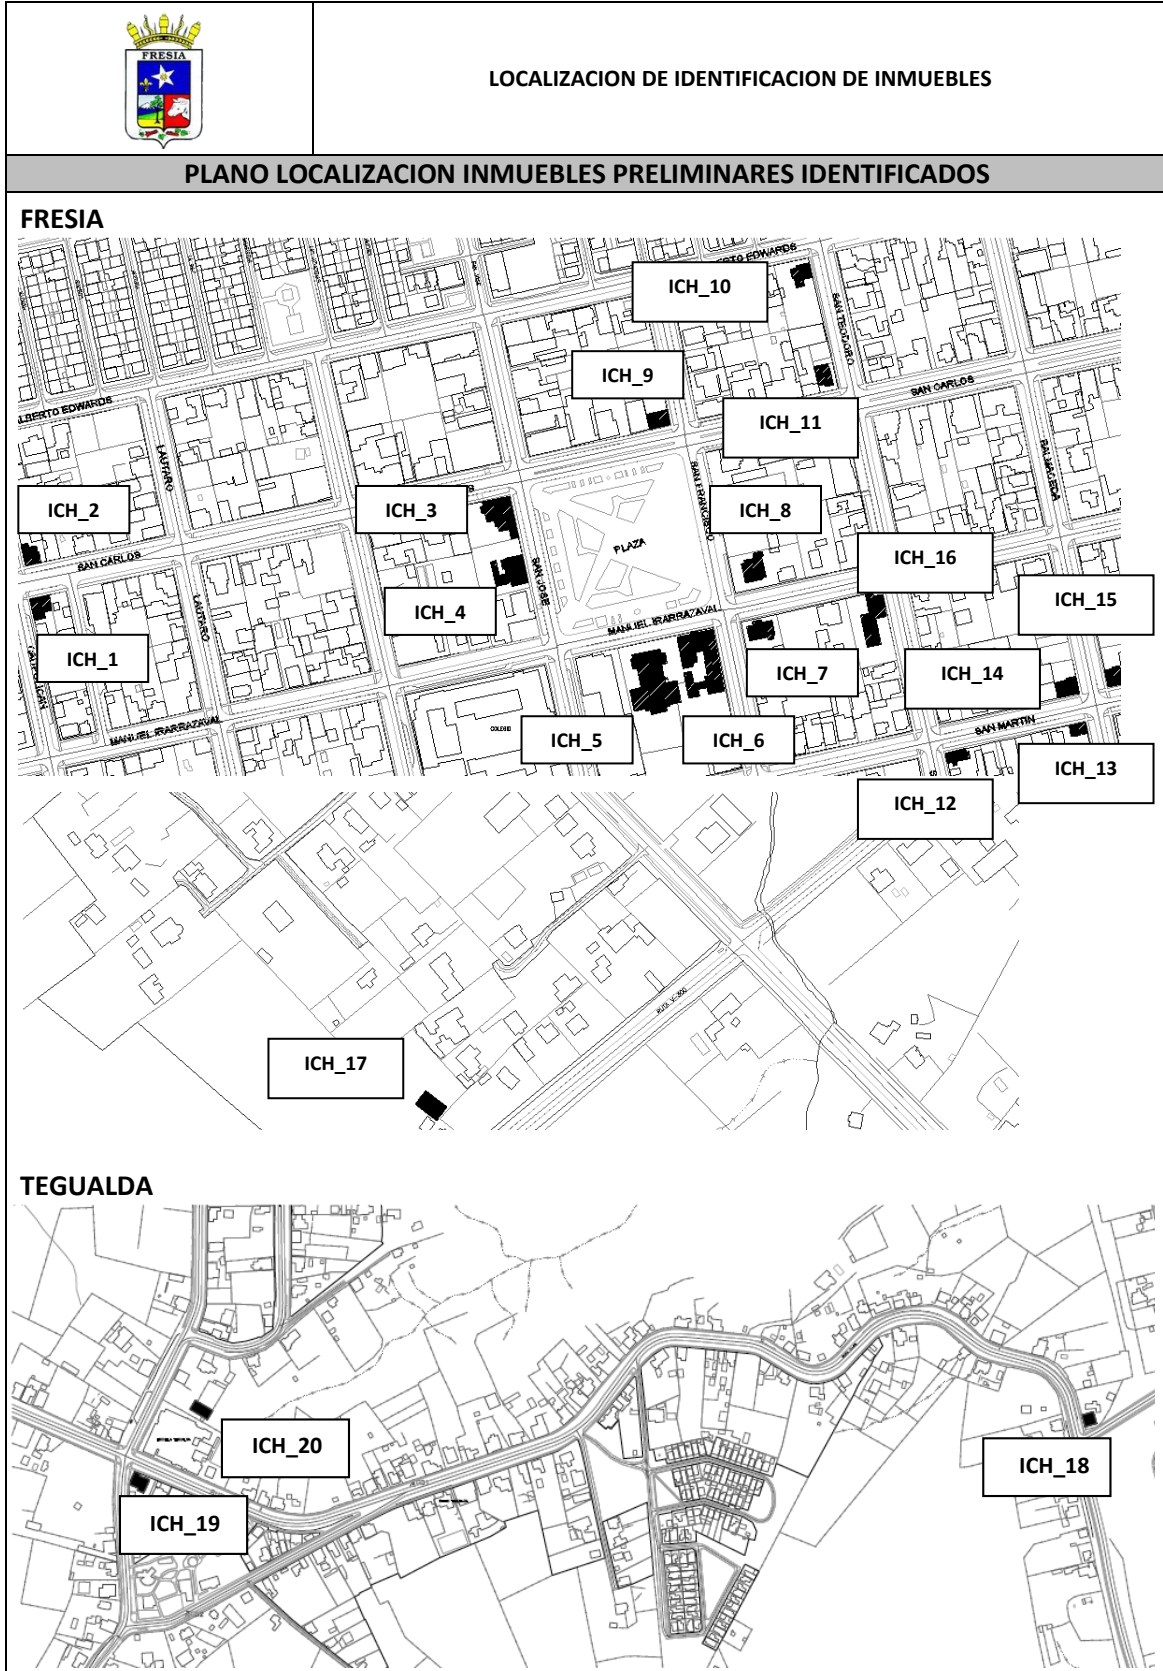 FRESIA
LOCALIZACION DE IDENTIFICACION DE INMUEBLES
PLANO LOCALIZACION INMUEBLES PRELIMINARES IDENTIFICADOS
FRESIA
ICH_10
SAN TEODORO
ICH_9
SAN CARLOS
ALBERTO EDWARDS
ICH_11
LAUTARO
BALMACEDA
ICH_2
ICH_3
SAN FRANCISCO
ICH_8
PLAZA
SAN CARLOS
ICH_16
SAN JOSE
ICH_15
LAUTARO
ICH_4
MANUEL IRARRAZAVAL
ICH_1
ICH_7
ICH_14
MANUEL IRARRAZAVAL
COLEGIO
ICH_5
ICH_6
SAN MARTIN
ICH_13
ICH_12
ICH_17
TEGUALDA
ICH_20
ICH_18
ICH_19